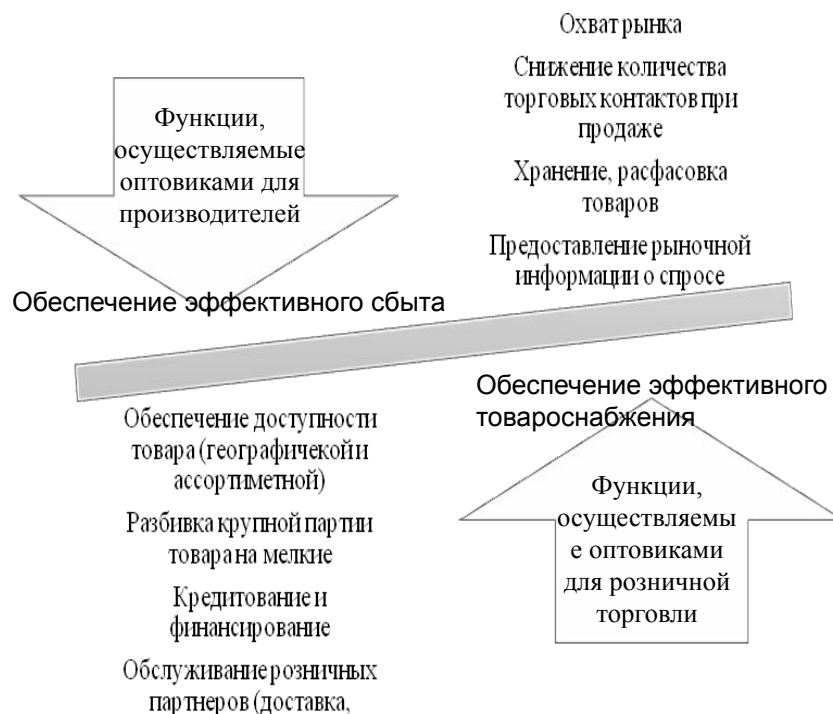 Охват рынка
Снижение количества
торговых контактов при
продаже
Хранение, расфасовка
товаров
Предоставление рыночной
информации о спросе
Функции,
осуществляемые
оптовиками для
производителей
Обеспечение эффективного сбыта
Обеспечение эффективного
товароснабжения
Обеспечение доступности
товара (географичекой и
ассортиметной)
Разбивка крупной партии
товара на мелкие
Кредитование и
финансирование
Обслуживание розничных
партнеров (доставка,
Функции,
осуществляемы
е оптовиками
для розничной
торговли